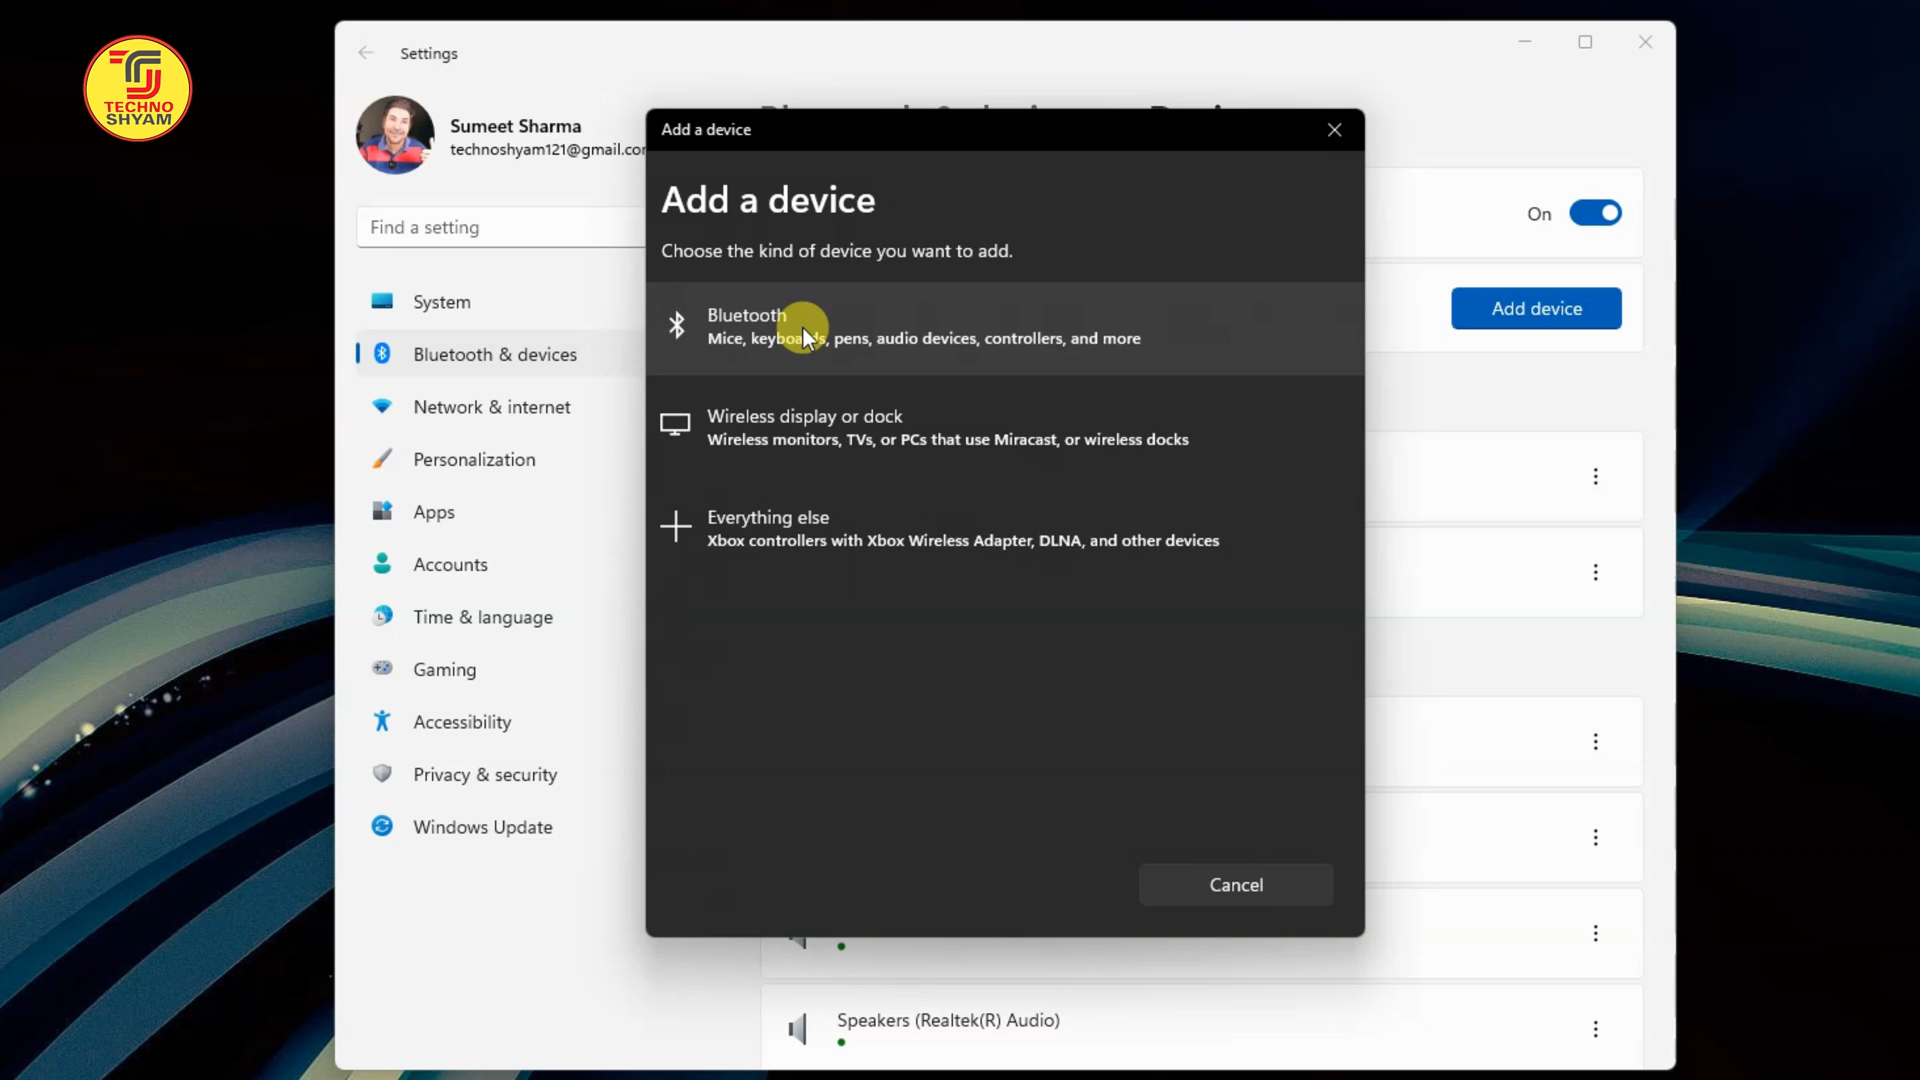 TECHNO
SHYAM
Settings
Sumeet Sharma
technoshyam121@gmail.com
Find a setting
System
Bluetooth & devices
Network & internet
Personalization
Apps
Accounts
Time & language
Gaming
Accessibility
Privacy & security
Windows Update
Add a device
Add a device
Choose the kind of device you want to add.
Bluetooth
Mice, keyboards, pens, audio devices, controllers, and more
Wireless display or dock
Wireless monitors, TVs, or PCs that use Miracast, or wireless docks
Everything else
Xbox controllers with Xbox Wireless Adapter, DLNA, and other devices
Cancel
On
Add device
Speakers (Realtek(R) Audio)